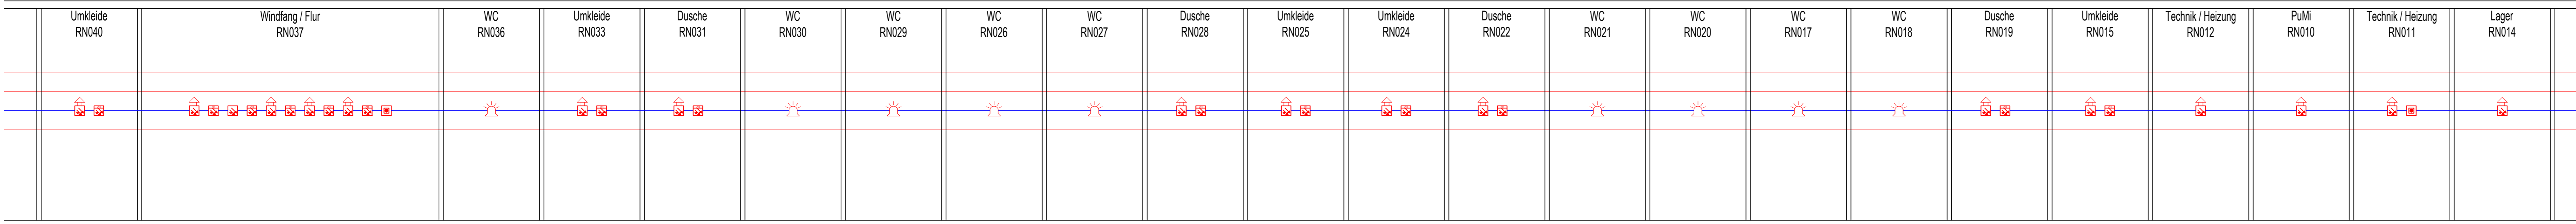 Umkleide
RN040
Windfang / Flur
RN037
WC
RN036
Umkleide
RN033
Dusche
RN031
WC
RN030
WC
RN029
WC
RN026
WC
RN027
Dusche
RN028
Umkleide
RN025
Umkleide
RN024
Dusche
RN022
WC
RN021
WC
RN020
WC
RN017
WC
RN018
Dusche
RN019
Umkleide
RN015
Technik / Heizung
RN012
PuMi
RN010
Technik / Heizung
RN011
Lager
RN014